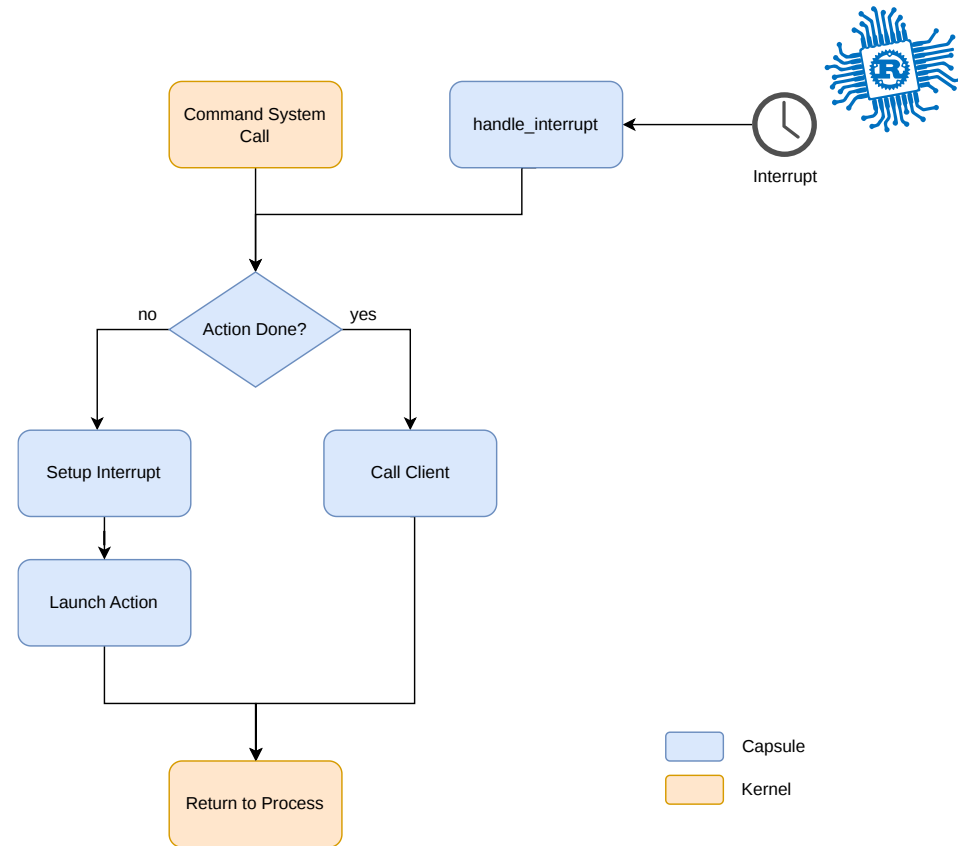 R
Command System
Call
handle_interrupt
Interrupt
no
Action Done?
yes
Setup Interrupt
Call Client
Launch Action
Return to Process
Capsule
Kernel